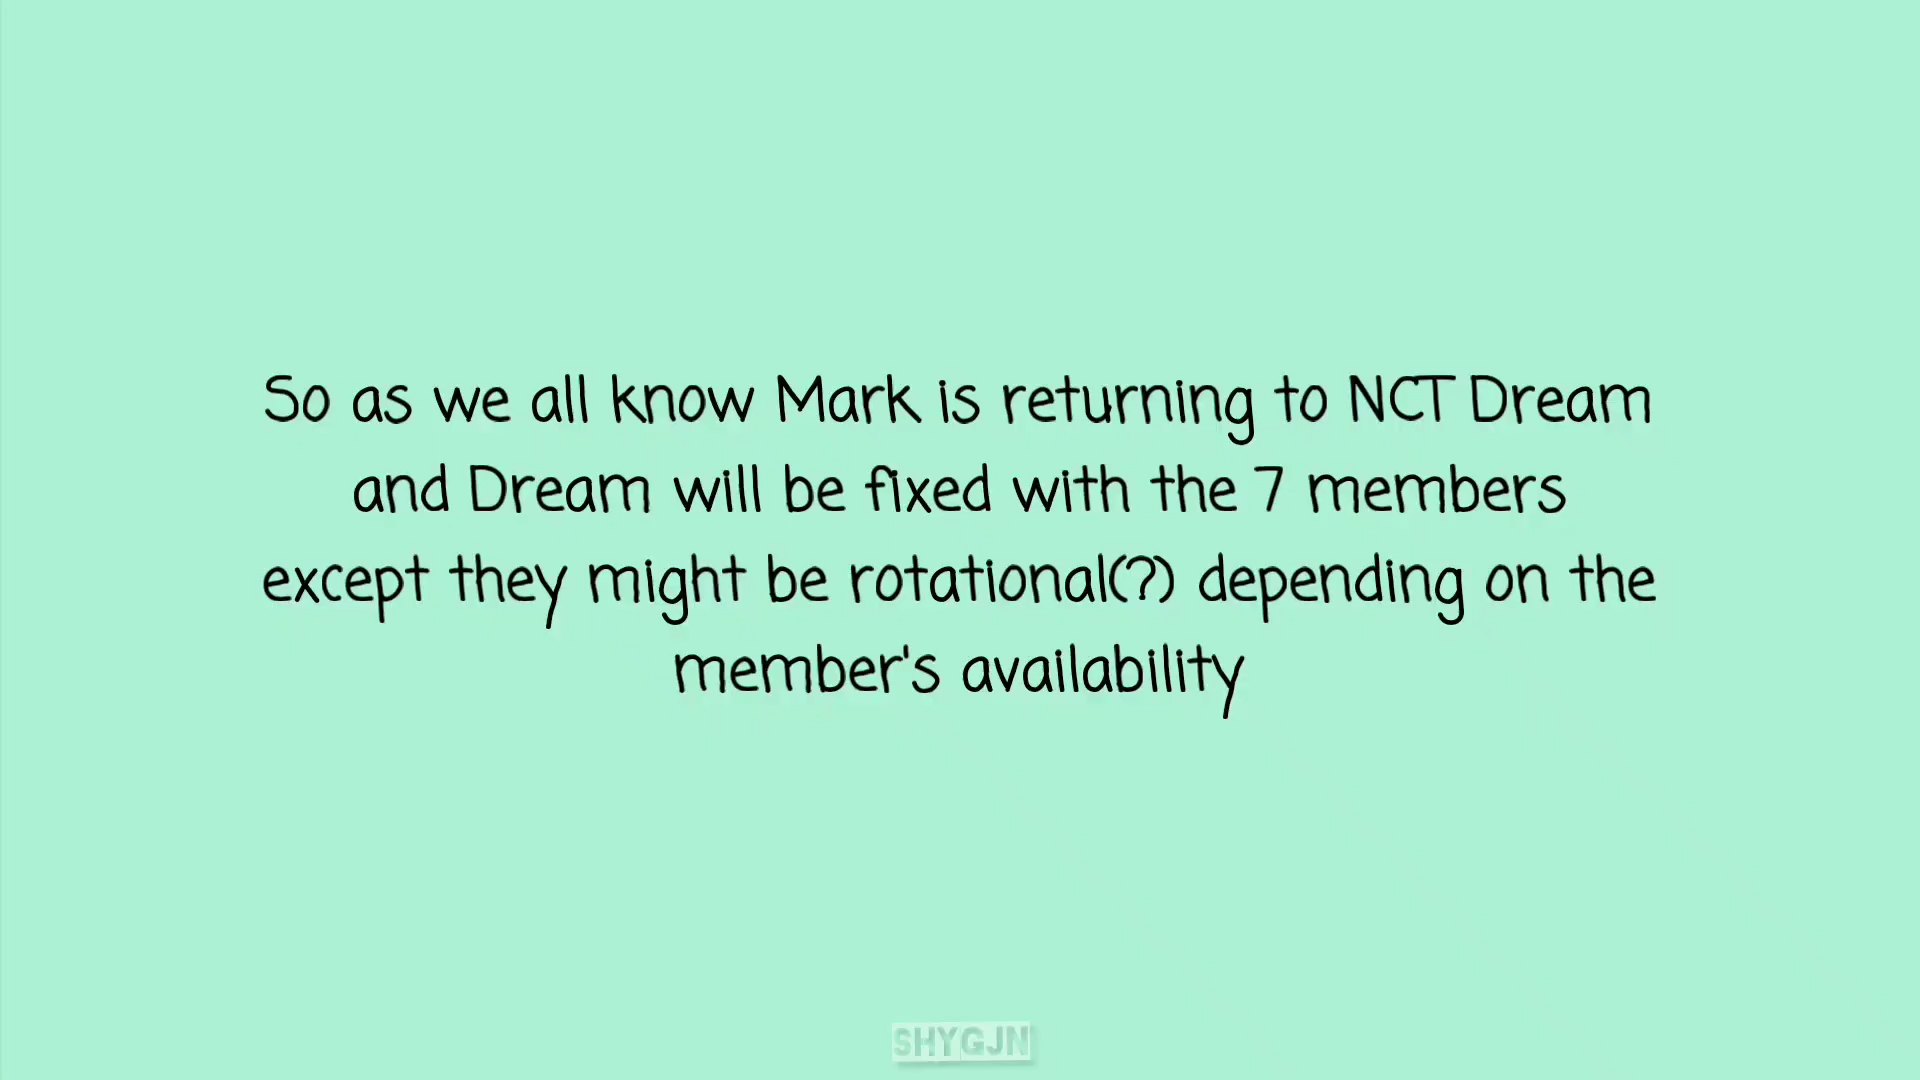 So as we all know Mark is returning to NCT Dream
and Dream will be fixed with the 7 members
except they might be rotational(?) depending on the
member's availability
SHYGJN